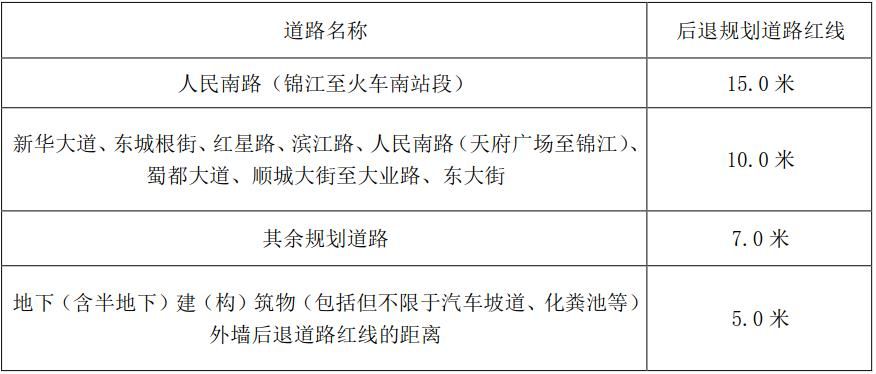 道路名称
后退规划道路红线
人民南路（锦江至火车南站段）
15.0 米
新华大道、东城根街、红星路、滨江路、人民南路（天府广场至锦江）、
蜀都大道、顺城大街至大业路、东大街
10.0 米
其余规划道路
7.0 米
地下（含半地下）建（构）筑物（包括但不限于汽车坡道、化粪池等）
外墙后退道路红线的距离
5.0 米